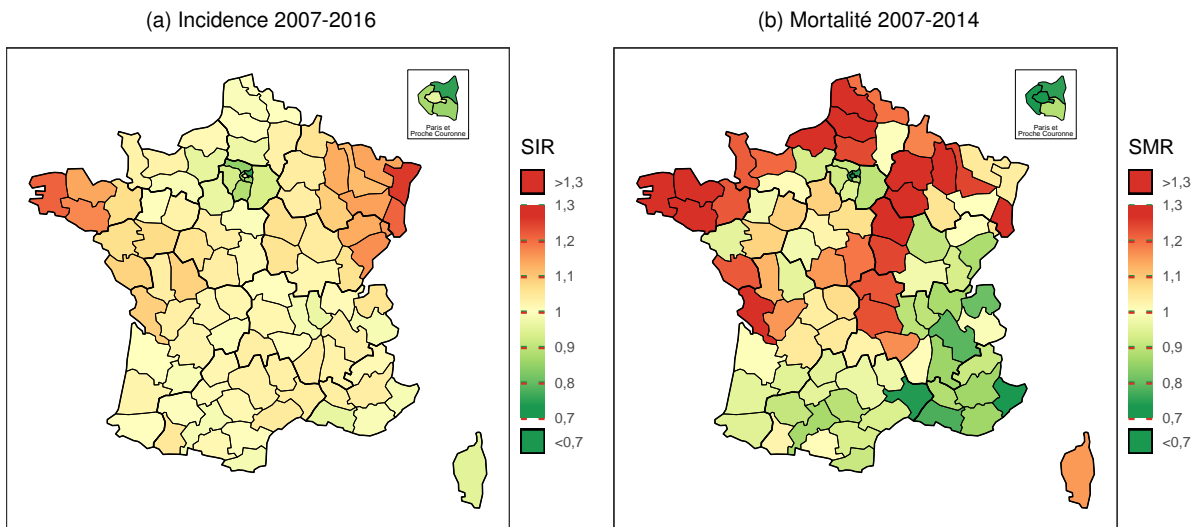 (a) Incidence 2007-2016
Paris et
Proche Couronne
SIR
>1,3
1,3
1,2
1,1
1
0,9
0,8
0,7
<0,7
(b) Mortalité 2007-2014
Paris et
Proche Couronne
SMR
>1,3
1,3
1,2
1,1
1
0,9
0,8
0,7
<0,7